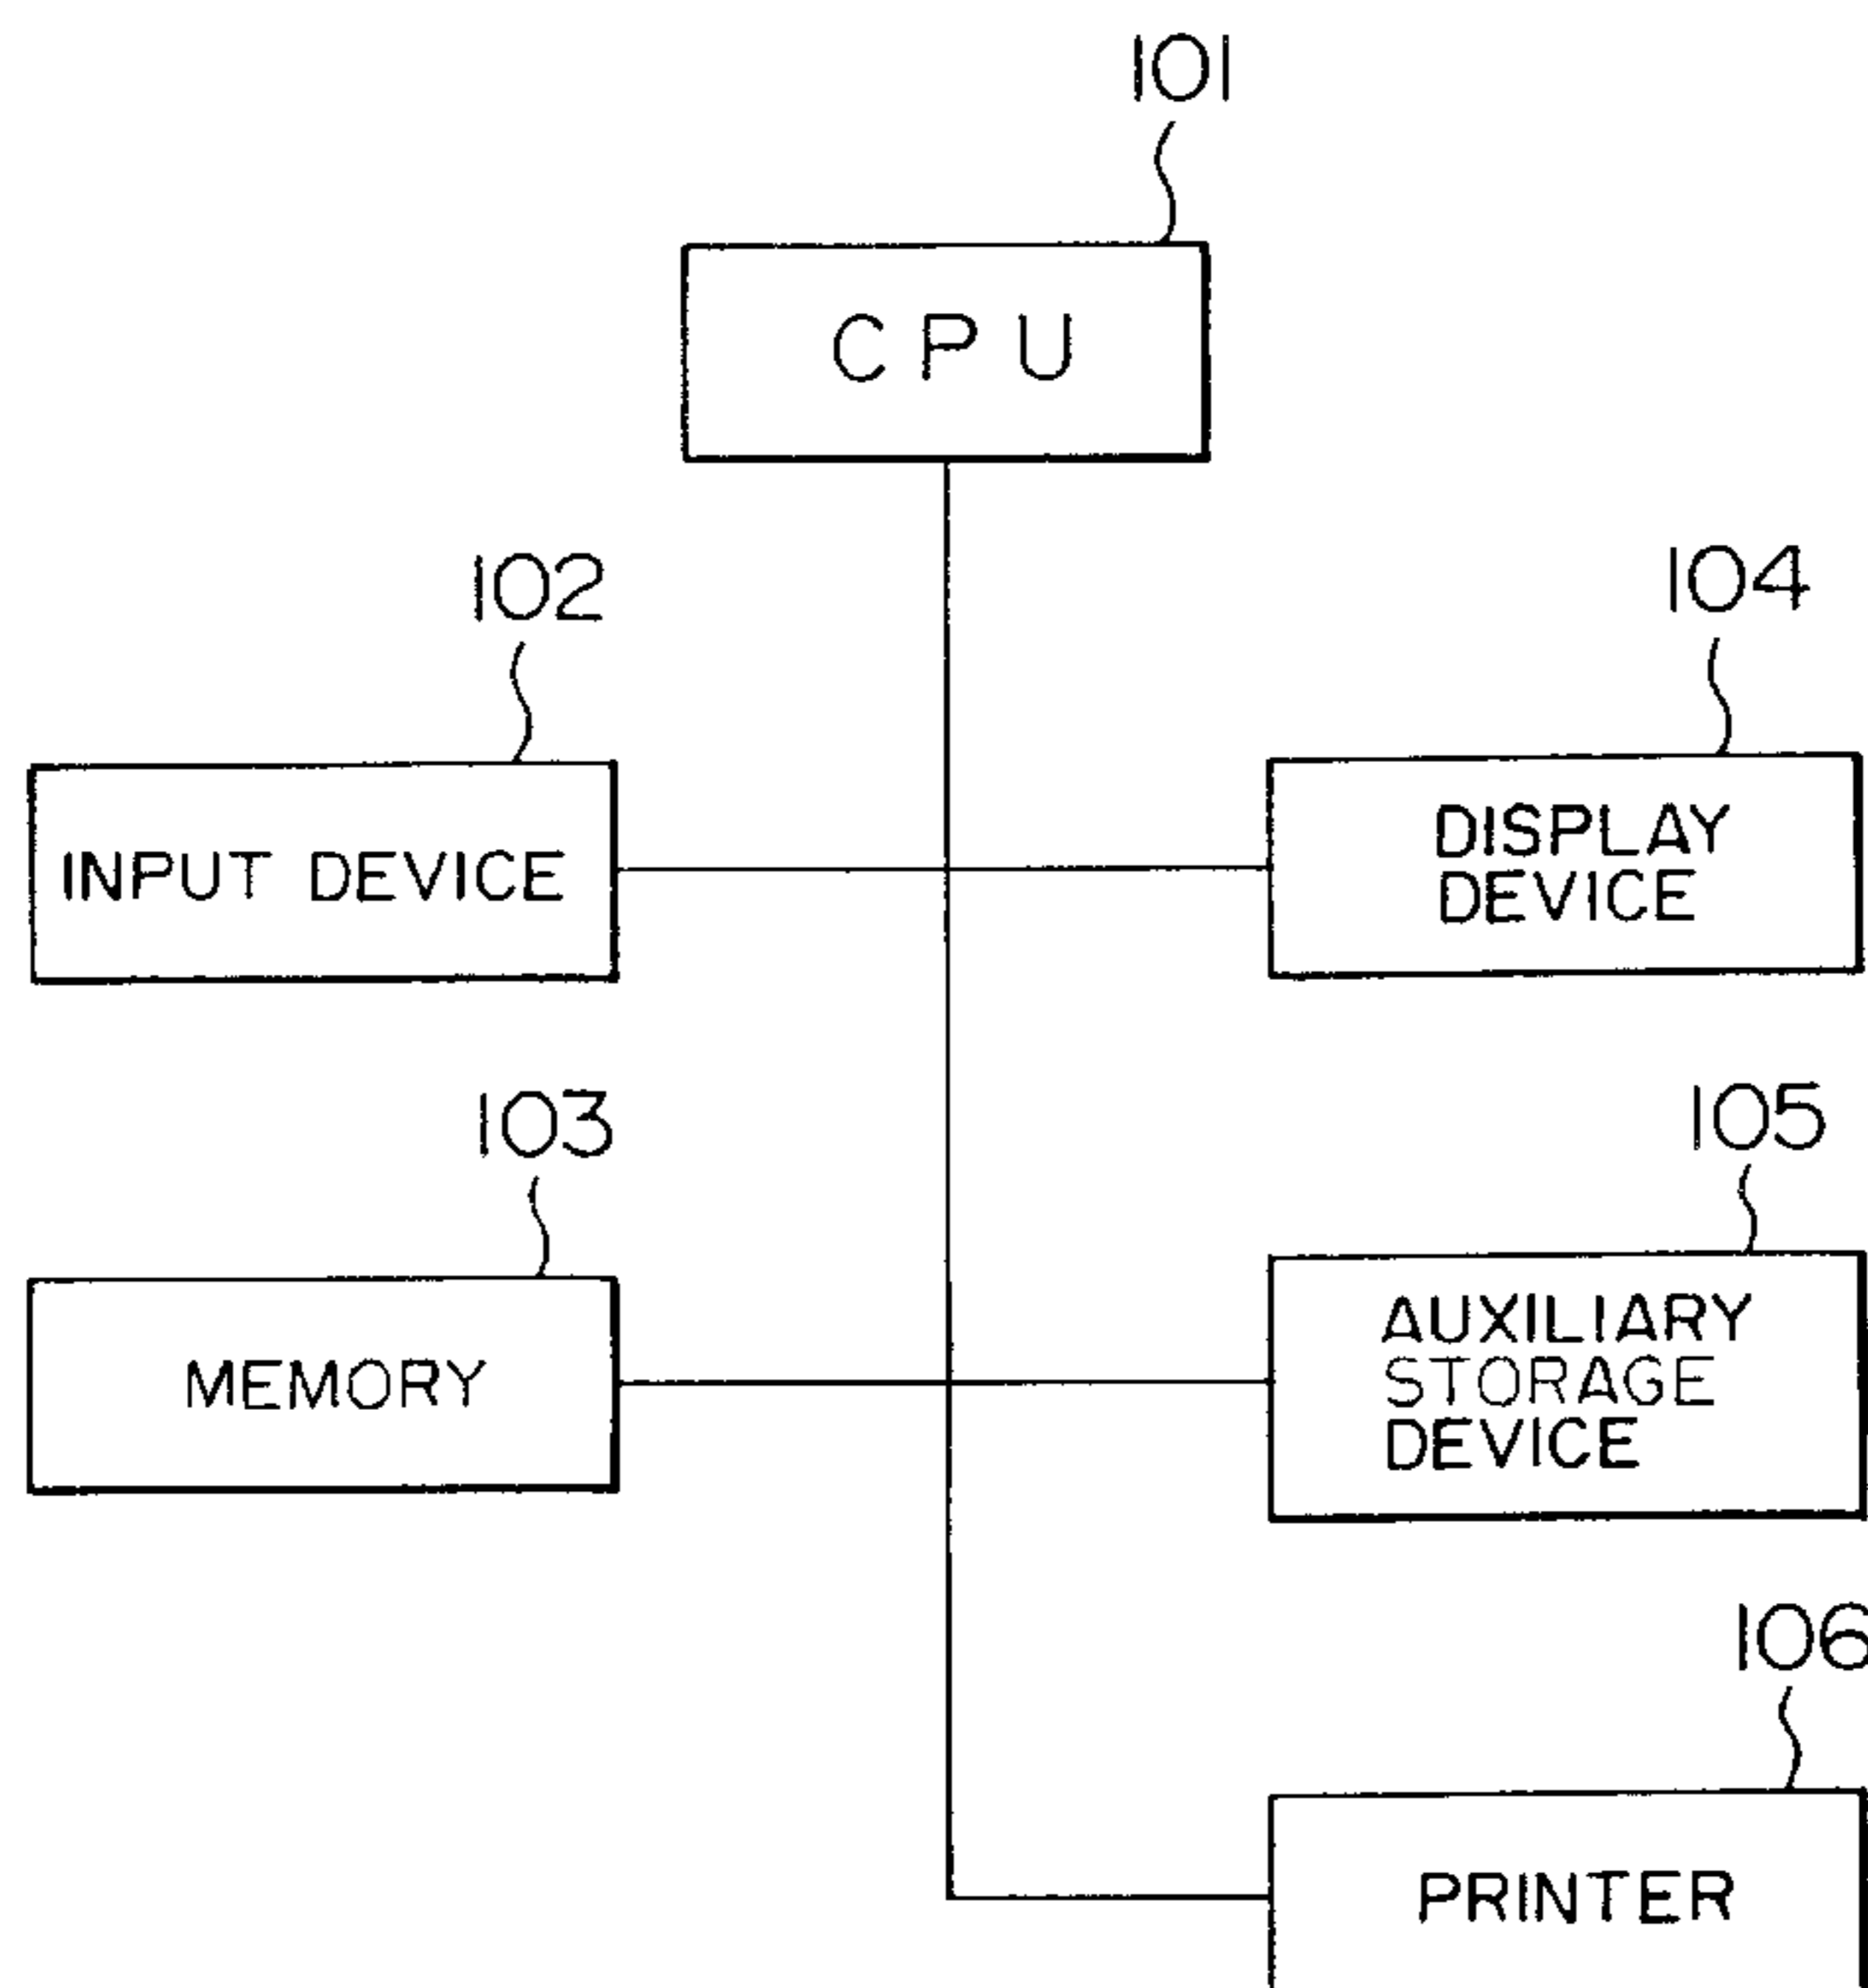 101
CPU
102
INPUT DEVICE
104
DISPLAY
DEVICE
103
MEMORY
105
AUXILIARY
STORAGE
DEVICE
106
PRINTER